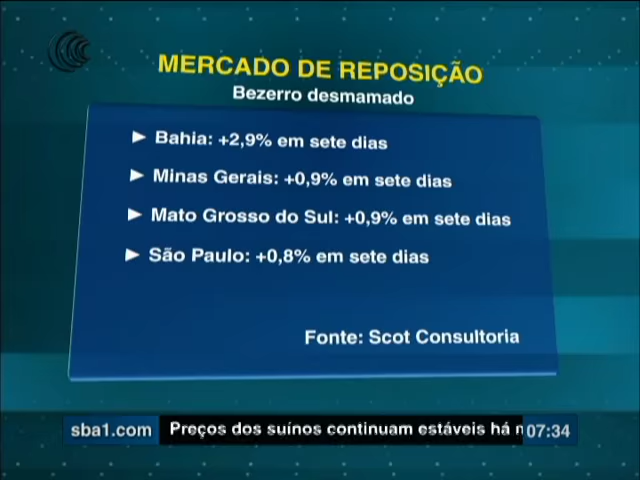 MERCADO DE REPOSIÇÃO
Bezerro desmamado
Bahia: +2,9% em sete dias
Minas Gerais: +0,9% em sete dias
Mato Grosso do Sul: +0,9% em sete dias
São Paulo: +0,8% em sete dias
Fonte: Scot Consultoria
sba1.com Preços dos suínos continuam estáveis há 07:34